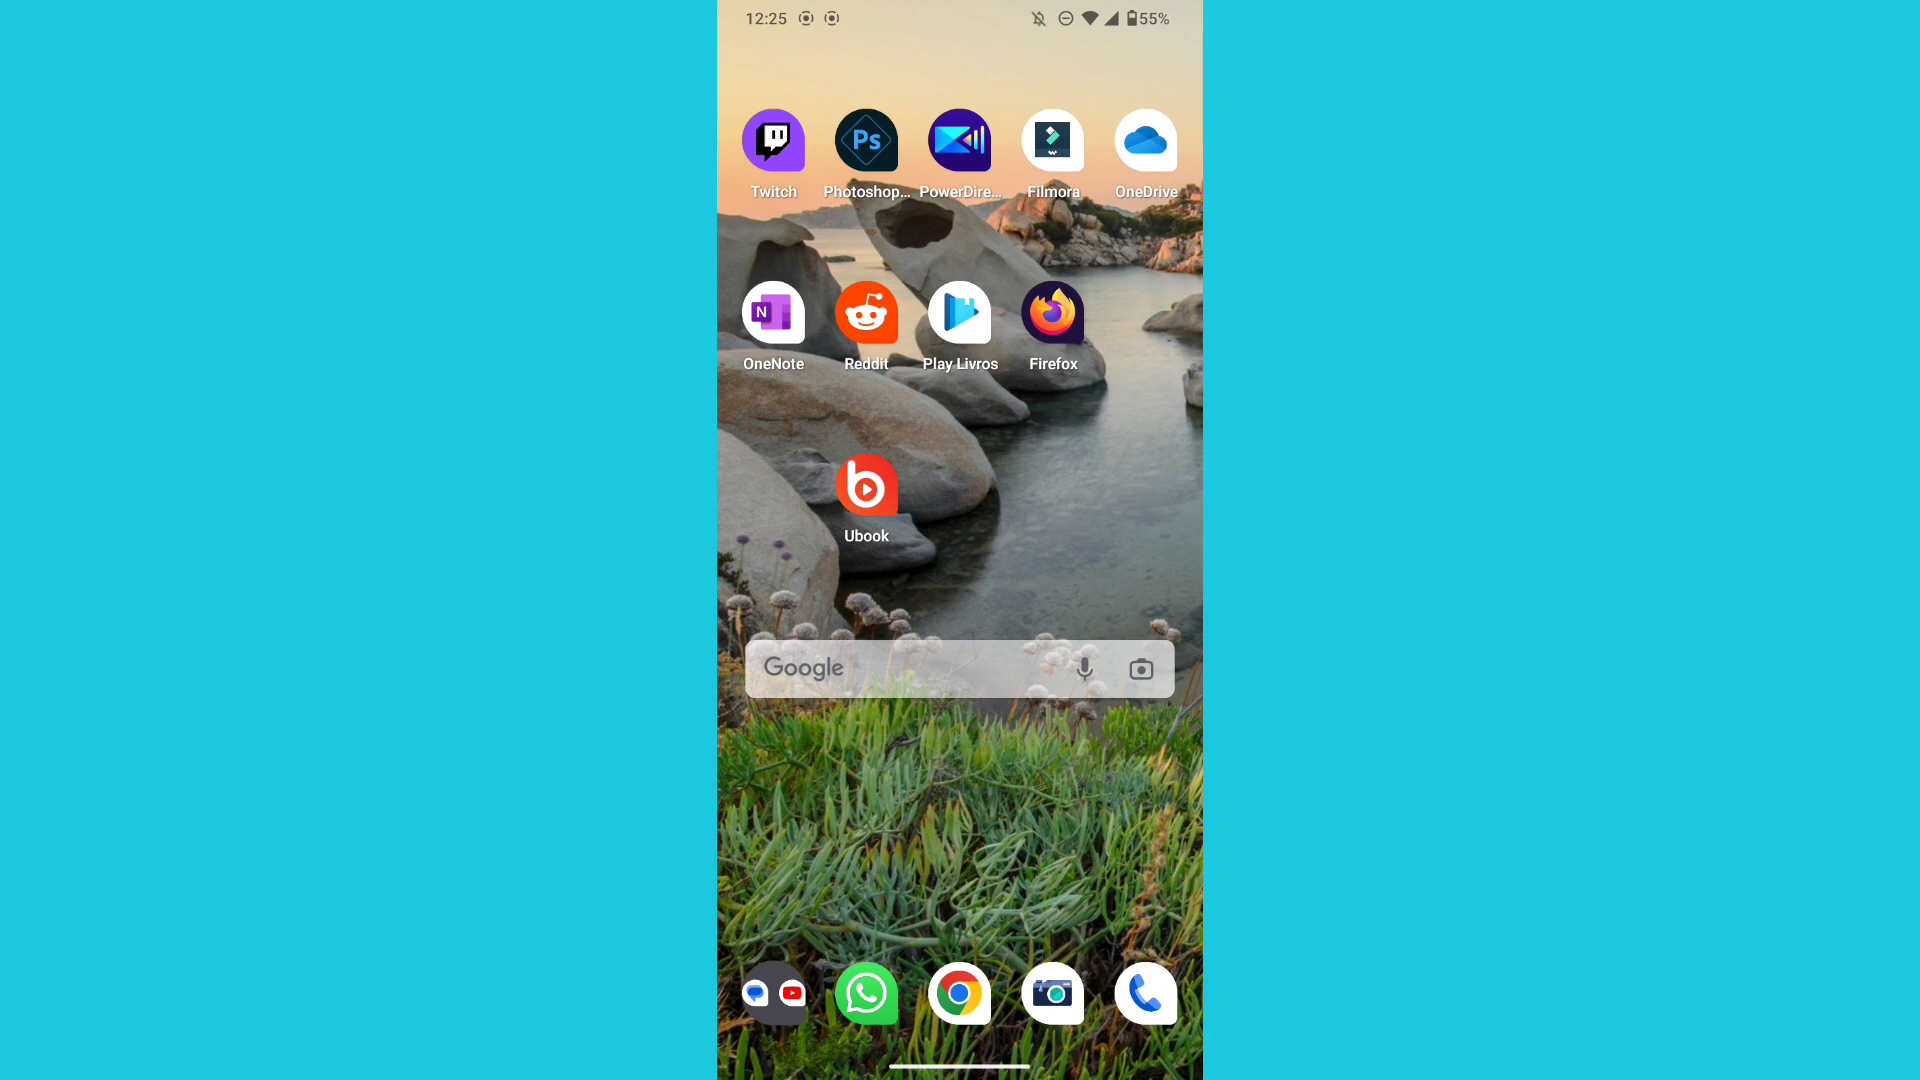 12:25 55%
Twitch Photoshop... PowerDire... Filmora OneDrive
OneNote Reddit Play Livros Firefox
Ubook
Google